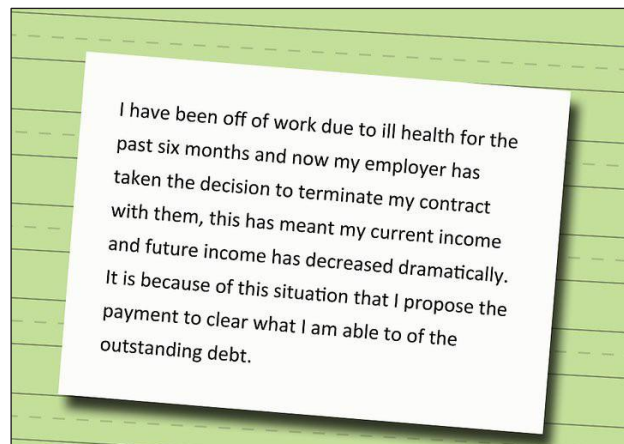 I have been off of work due to ill health for the
past six months and now my employer has
taken the decision to terminate my contract
with them, this has meant my current income
and future income has decreased dramatically.
It is because of this situation that I propose the
payment to clear what I am able to of the
outstanding debt.